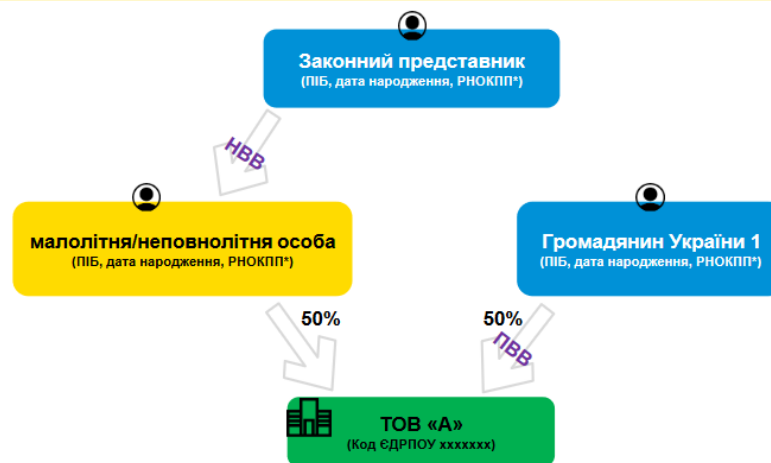 Законний представник
(ПІБ, дата народження, РНОКПП*)
НВВ
малолітня/неповнолітня особа
(ПІБ, дата народження, РНОКПП*)
Громадянин України 1
(ПІБ, дата народження, РНОКПП*)
50%
50%
ПВВ
ТОВ «А»
(Код ЄДРПОУ xxxxxxx)